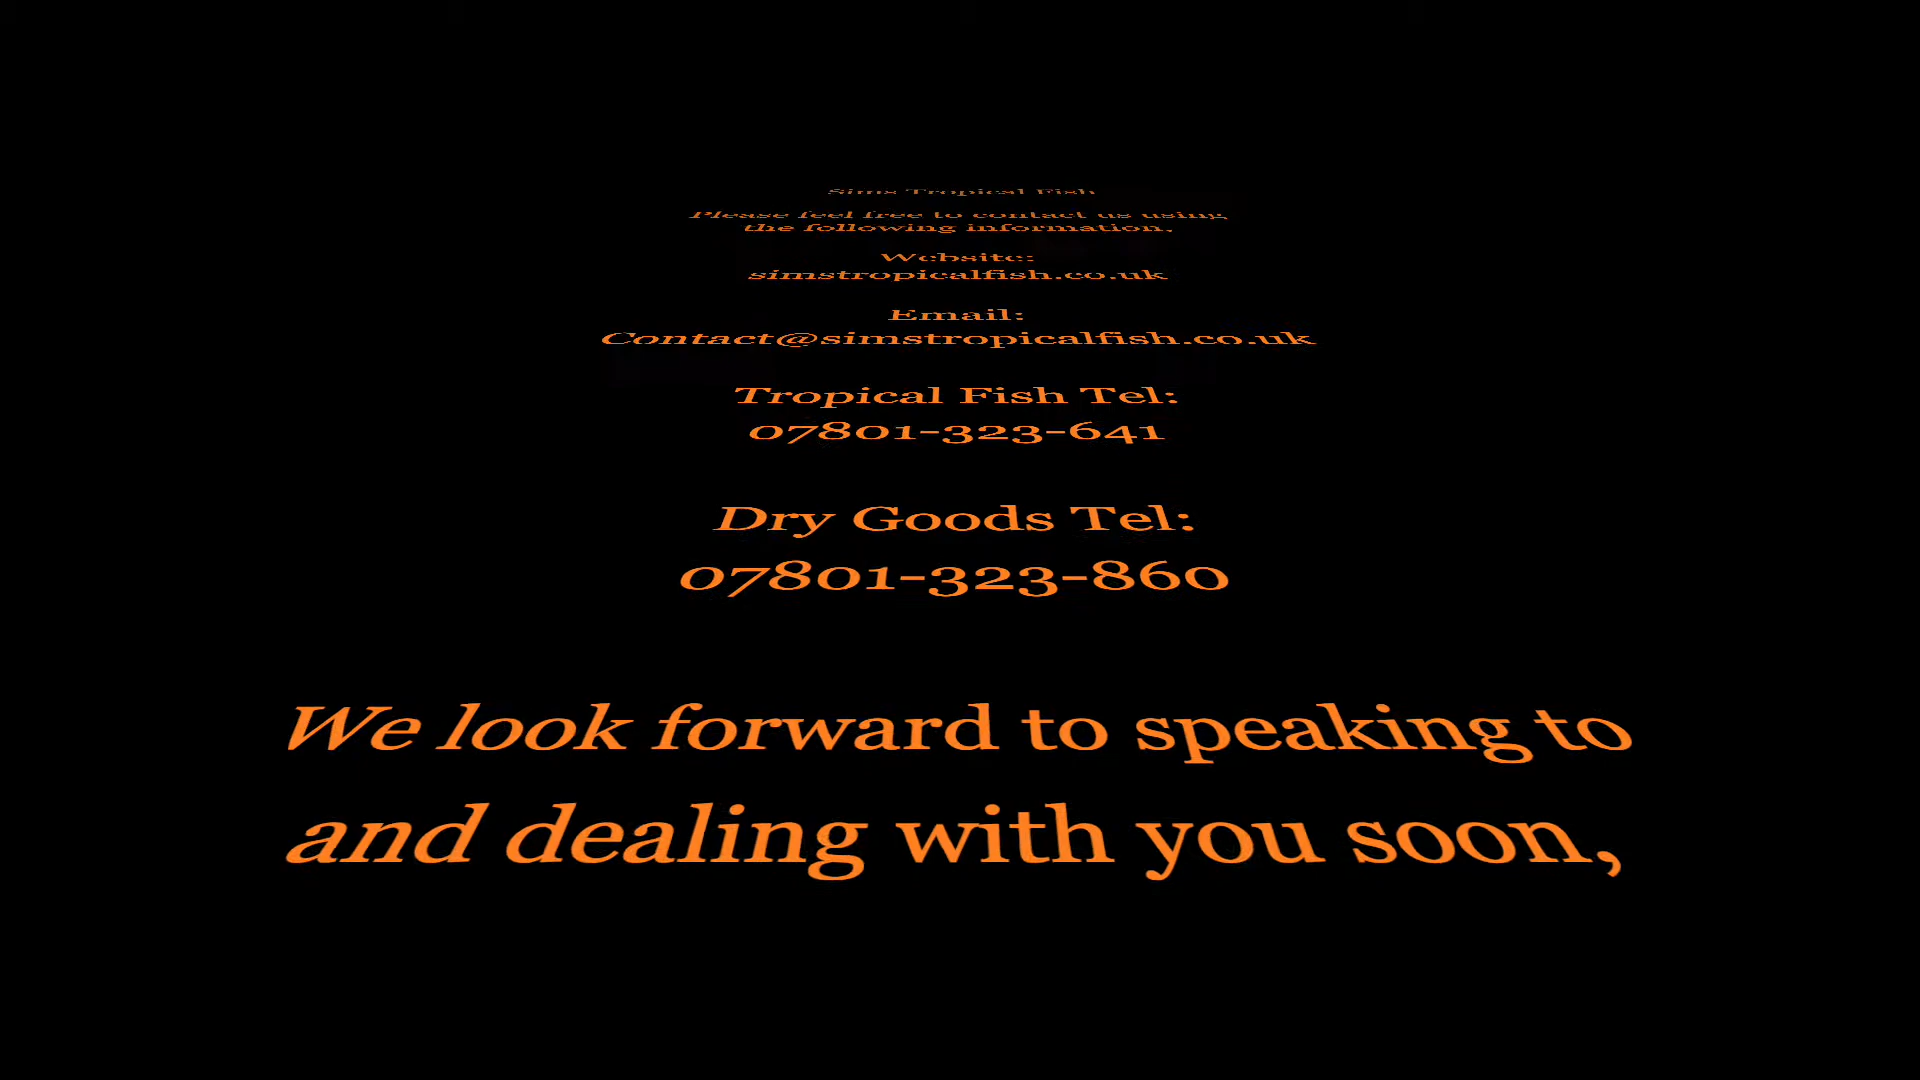 Sims Tropical Fish
Please feel free to contact us using
the following information,
Website:
simstropicalfish.co.uk
Email:
Contact@simstropicalfish.co.uk
Tropical Fish Tel:
07801-323-641
Dry Goods Tel:
07801-323-860
We look forward to speaking to
and dealing with you soon,